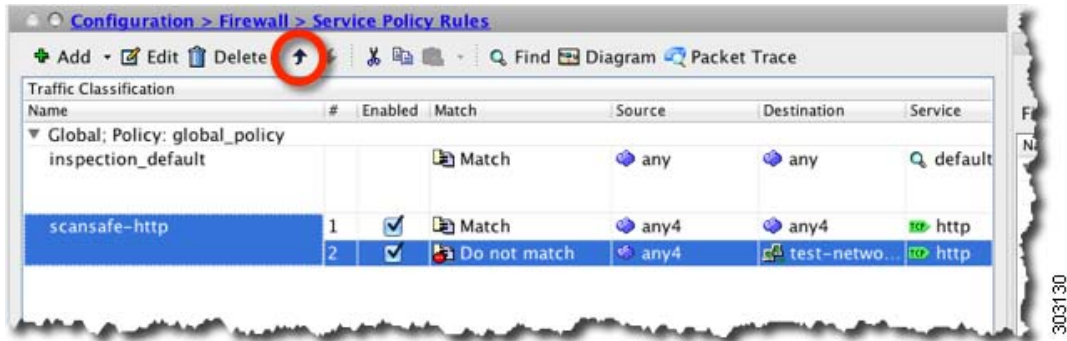 Configuration > Firewall > Service Policy Rules
Add Edit Delete Find Diagram Packet Trace
Traffic Classification
Name # Enabled Match Source Destination Service
Global; Policy: global_policy
inspection_default Match any any default
scansafe-http 1 Match any4 any4 TCP http
2 Do not match any4 test-netwo... TCP http
303130